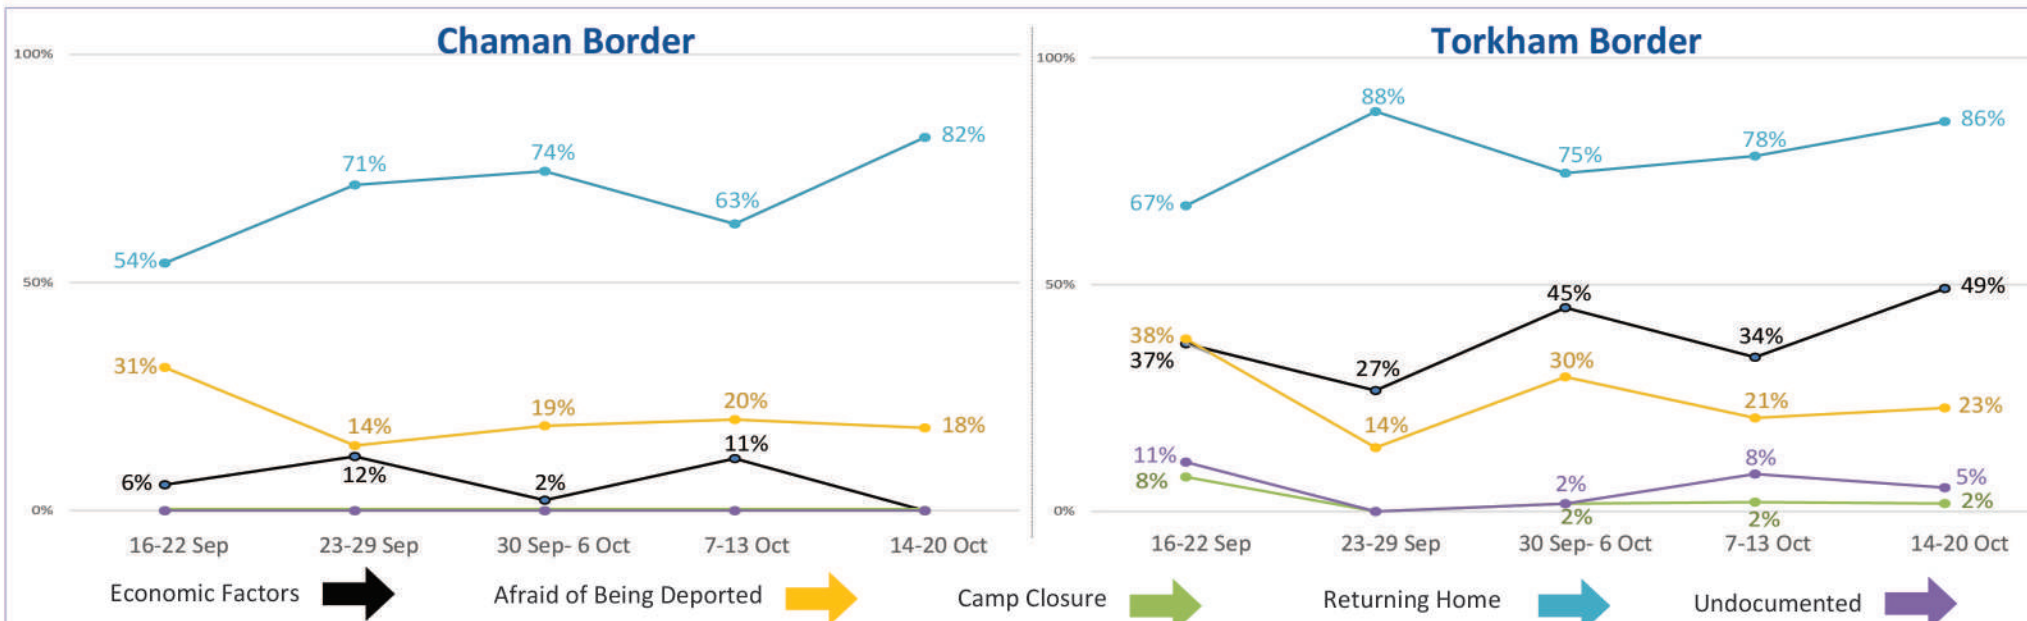 Chaman Border
100%
82%
74%
71%
63%
54%
50%
31%
20%
19%
18%
14%
11%
12%
6%
2%
0%
16-22 Sep
23-29 Sep
30 Sep- 6 Oct
7-13 Oct
14-20 Oct
Torkham Border
100%
88%
86%
78%
75%
67%
50%
49%
45%
38%
37%
34%
30%
27%
23%
21%
14%
11%
8%
8%
5%
2%
2%
2%
2%
0%
16-22 Sep
23-29 Sep
30 Sep- 6 Oct
7-13 Oct
14-20 Oct
Economic Factors
Afraid of Being Deported
Camp Closure
Returning Home
Undocumented